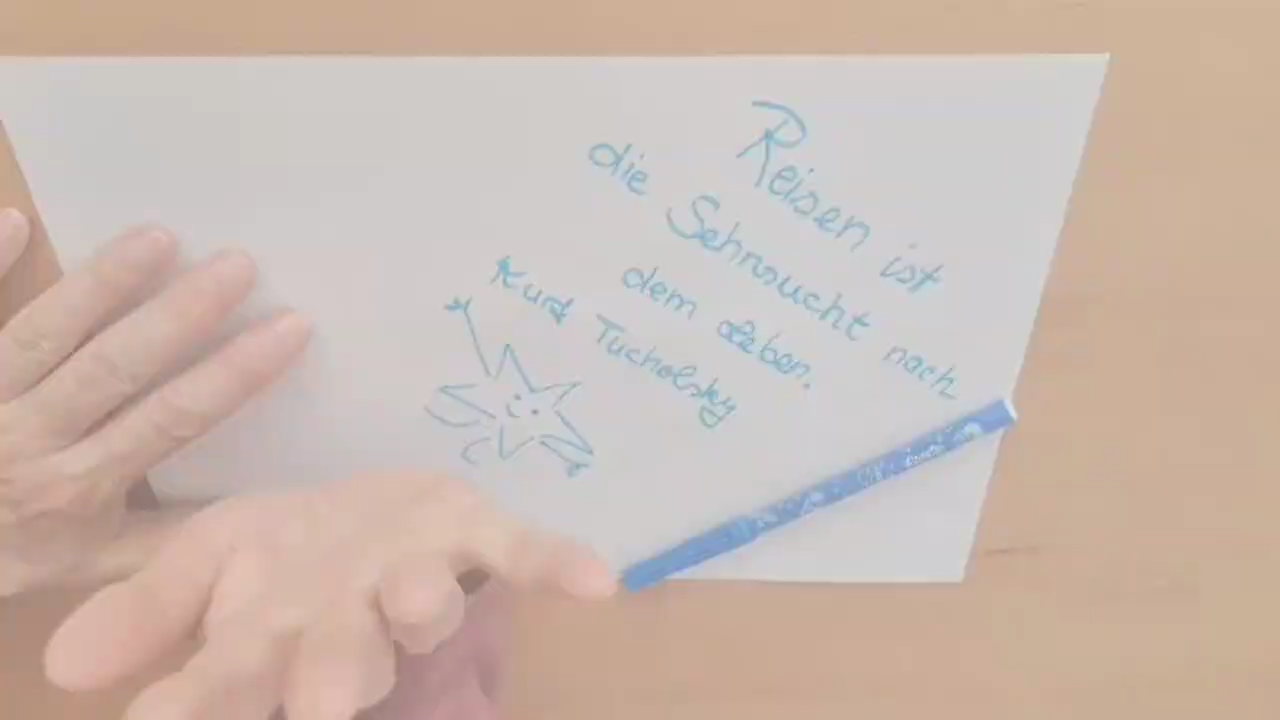 Reisen ist
die Sehnsucht nach
dem Leben.
Kurt Tucholsky